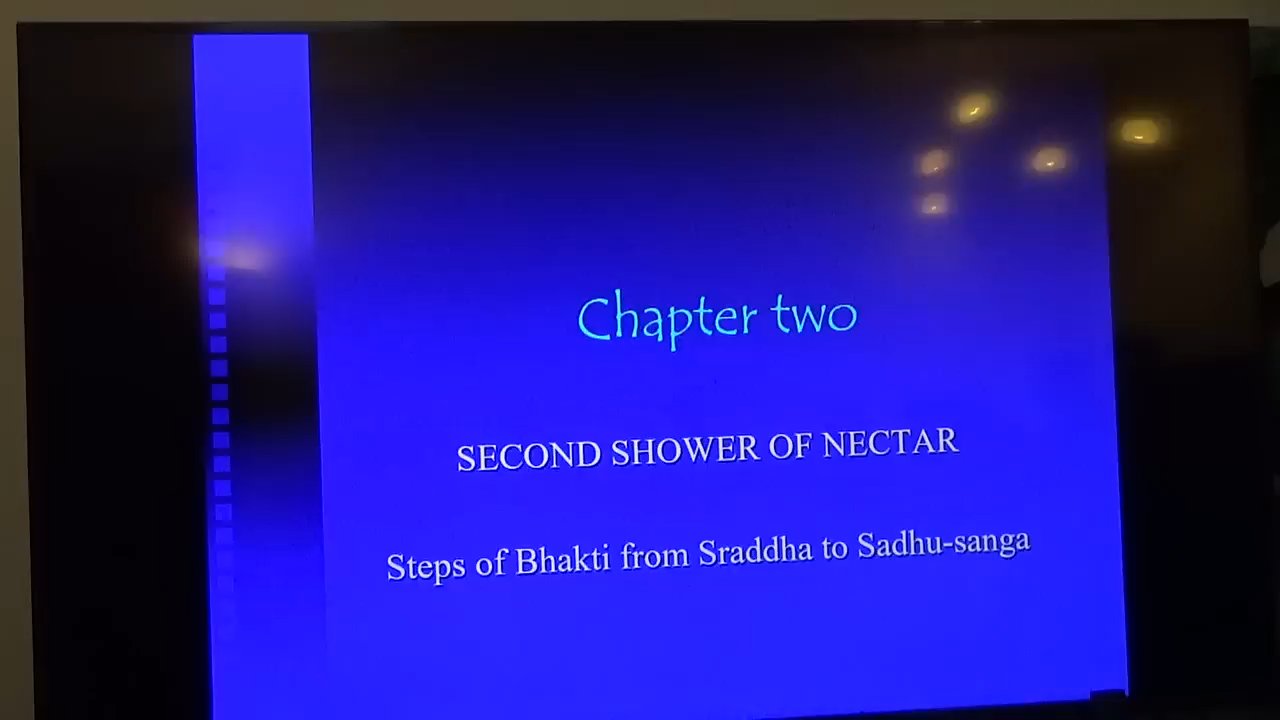 Chapter two
SECOND SHOWER OF NECTAR
Steps of Bhakti from Sraddha to Sadhu-sanga